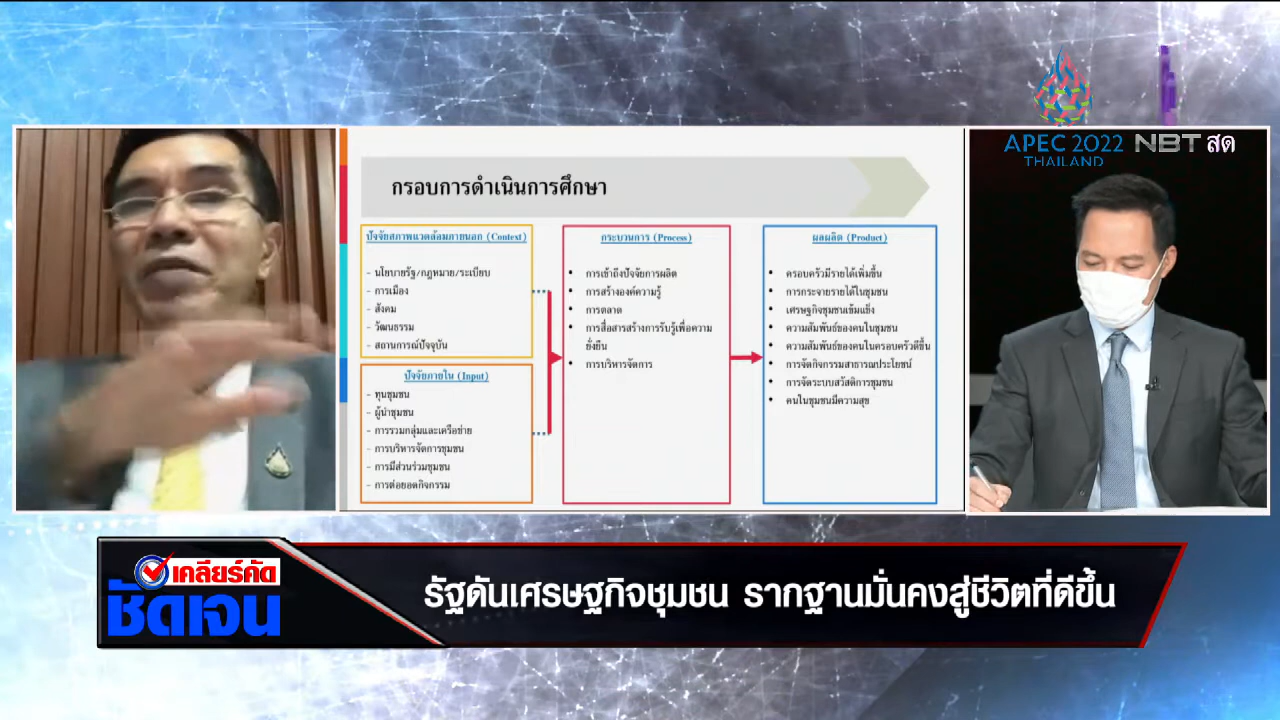 APEC 2022
THAILAND
NBT สด
กรอบการดำเนินการศึกษา
ปัจจัยสภาพแวดล้อมภายนอก (Context)
- นโยบายรัฐ/กฎหมาย/ระเบียบ
- การเมือง
- สังคม
- วัฒนธรรม
- สถานการณ์ปัจจุบัน
ปัจจัยภายใน (Input)
- ทุนชุมชน
- ผู้นำชุมชน
- การรวมกลุ่มและเครือข่าย
- การบริหารจัดการชุมชน
- การมีส่วนร่วมชุมชน
- การต่อยอดกิจกรรม
กระบวนการ (Process)
• การเข้าถึงปัจจัยการผลิต
• การสร้างองค์ความรู้
• การตลาด
• การสื่อสารสร้างการรับรู้เพื่อความ
ยั่งยืน
• การบริหารจัดการ
ผลผลิต (Product)
• ครอบครัวมีรายได้เพิ่มขึ้น
• การกระจายรายได้ในชุมชน
• เศรษฐกิจชุมชนเข้มแข็ง
• ความสัมพันธ์ของคนในชุมชน
• ความสัมพันธ์ของคนในครอบครัวดีขึ้น
• การจัดกิจกรรมสาธารณประโยชน์
• การจัดระบบสวัสดิการชุมชน
• คนในชุมชนมีความสุข
เคลียร์คัด
ชัดเจน
รัฐดันเศรษฐกิจชุมชน รากฐานมั่นคงสู่ชีวิตที่ดีขึ้น